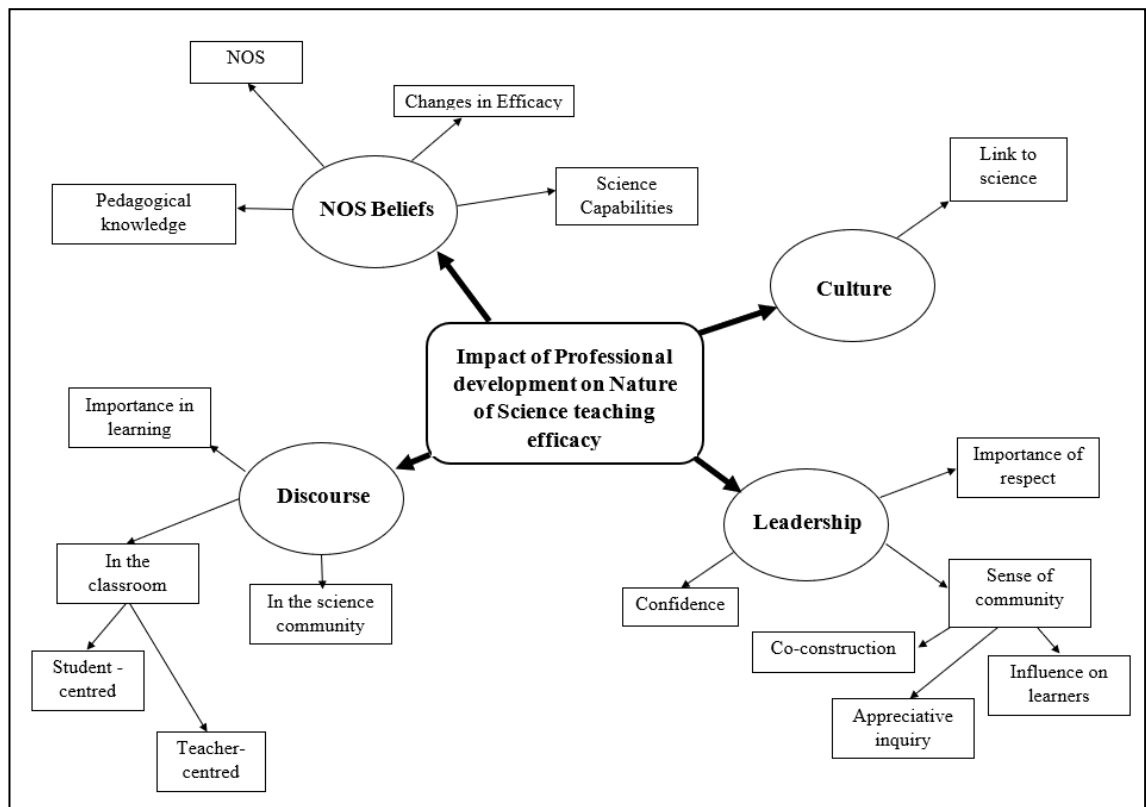 NOS
Changes in Efficacy
Pedagogical
knowledge
NOS Beliefs
Science
Capabilities
Link to
science
Culture
Impact of Professional
development on Nature
of Science teaching
efficacy
Importance in
learning
Discourse
In the
classroom
In the science
community
Student -
centred
Teacher-
centred
Leadership
Importance of
respect
Confidence
Sense of
community
Co-construction
Appreciative
inquiry
Influence on
learners